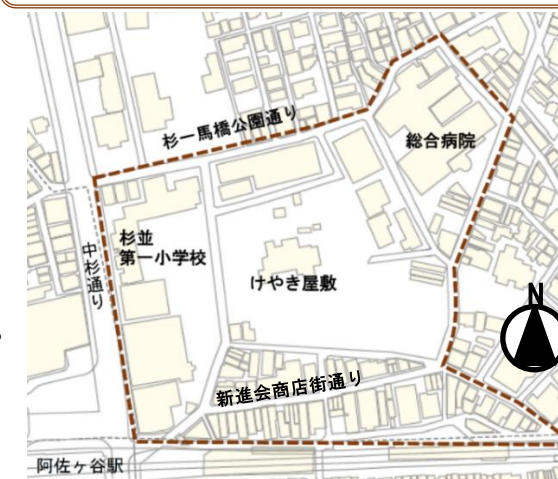 杉一馬橋公園通り
総合病院
杉並
第一小学校
中杉通り
けやき屋敷
N
新進会商店街通り
阿佐ヶ谷駅